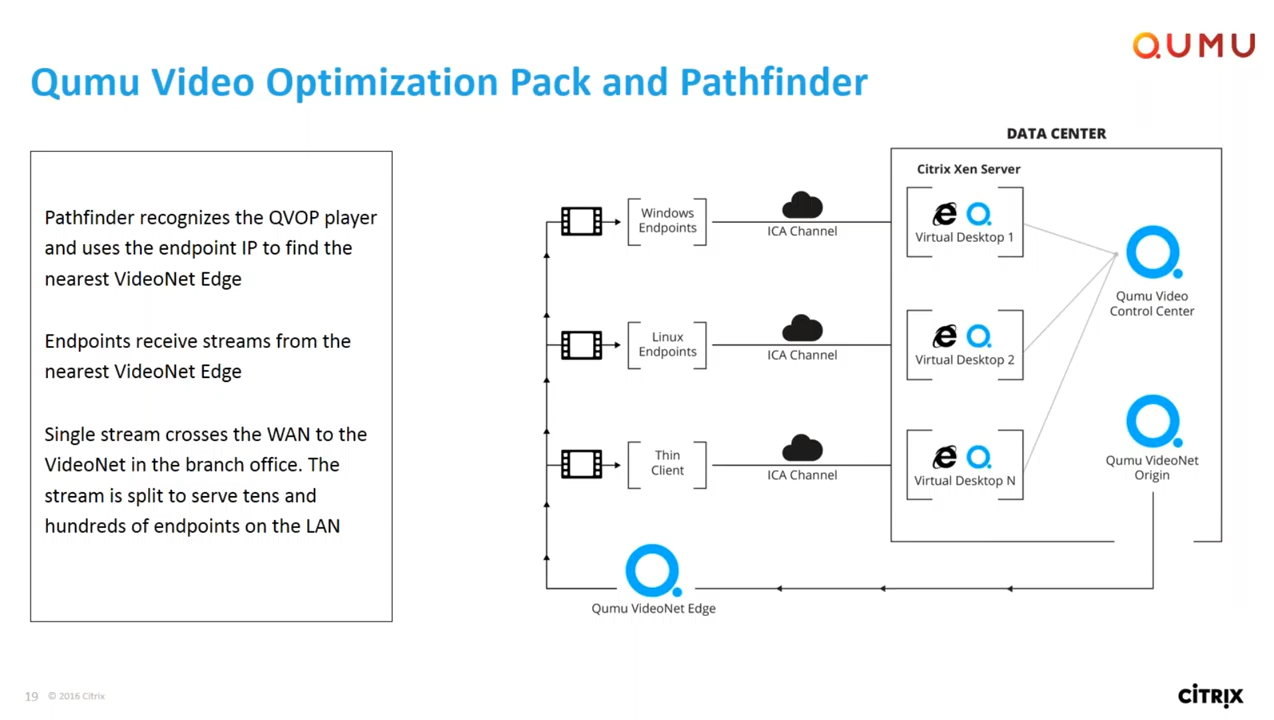 QUMU
Qumu Video Optimization Pack and Pathfinder
Pathfinder recognizes the QVOP player
and uses the endpoint IP to find the
nearest VideoNet Edge
Endpoints receive streams from the
nearest VideoNet Edge
Single stream crosses the WAN to the
VideoNet in the branch office. The
stream is split to serve tens and
hundreds of endpoints on the LAN
DATA CENTER
Citrix Xen Server
Windows
Endpoints
ICA Channel
Virtual Desktop 1
Qumu Video
Control Center
Linux
Endpoints
ICA Channel
Virtual Desktop 2
Thin
Client
ICA Channel
Virtual Desktop N
Qumu VideoNet
Origin
Qumu VideoNet Edge
19 © 2016 Citrix
CITRIX